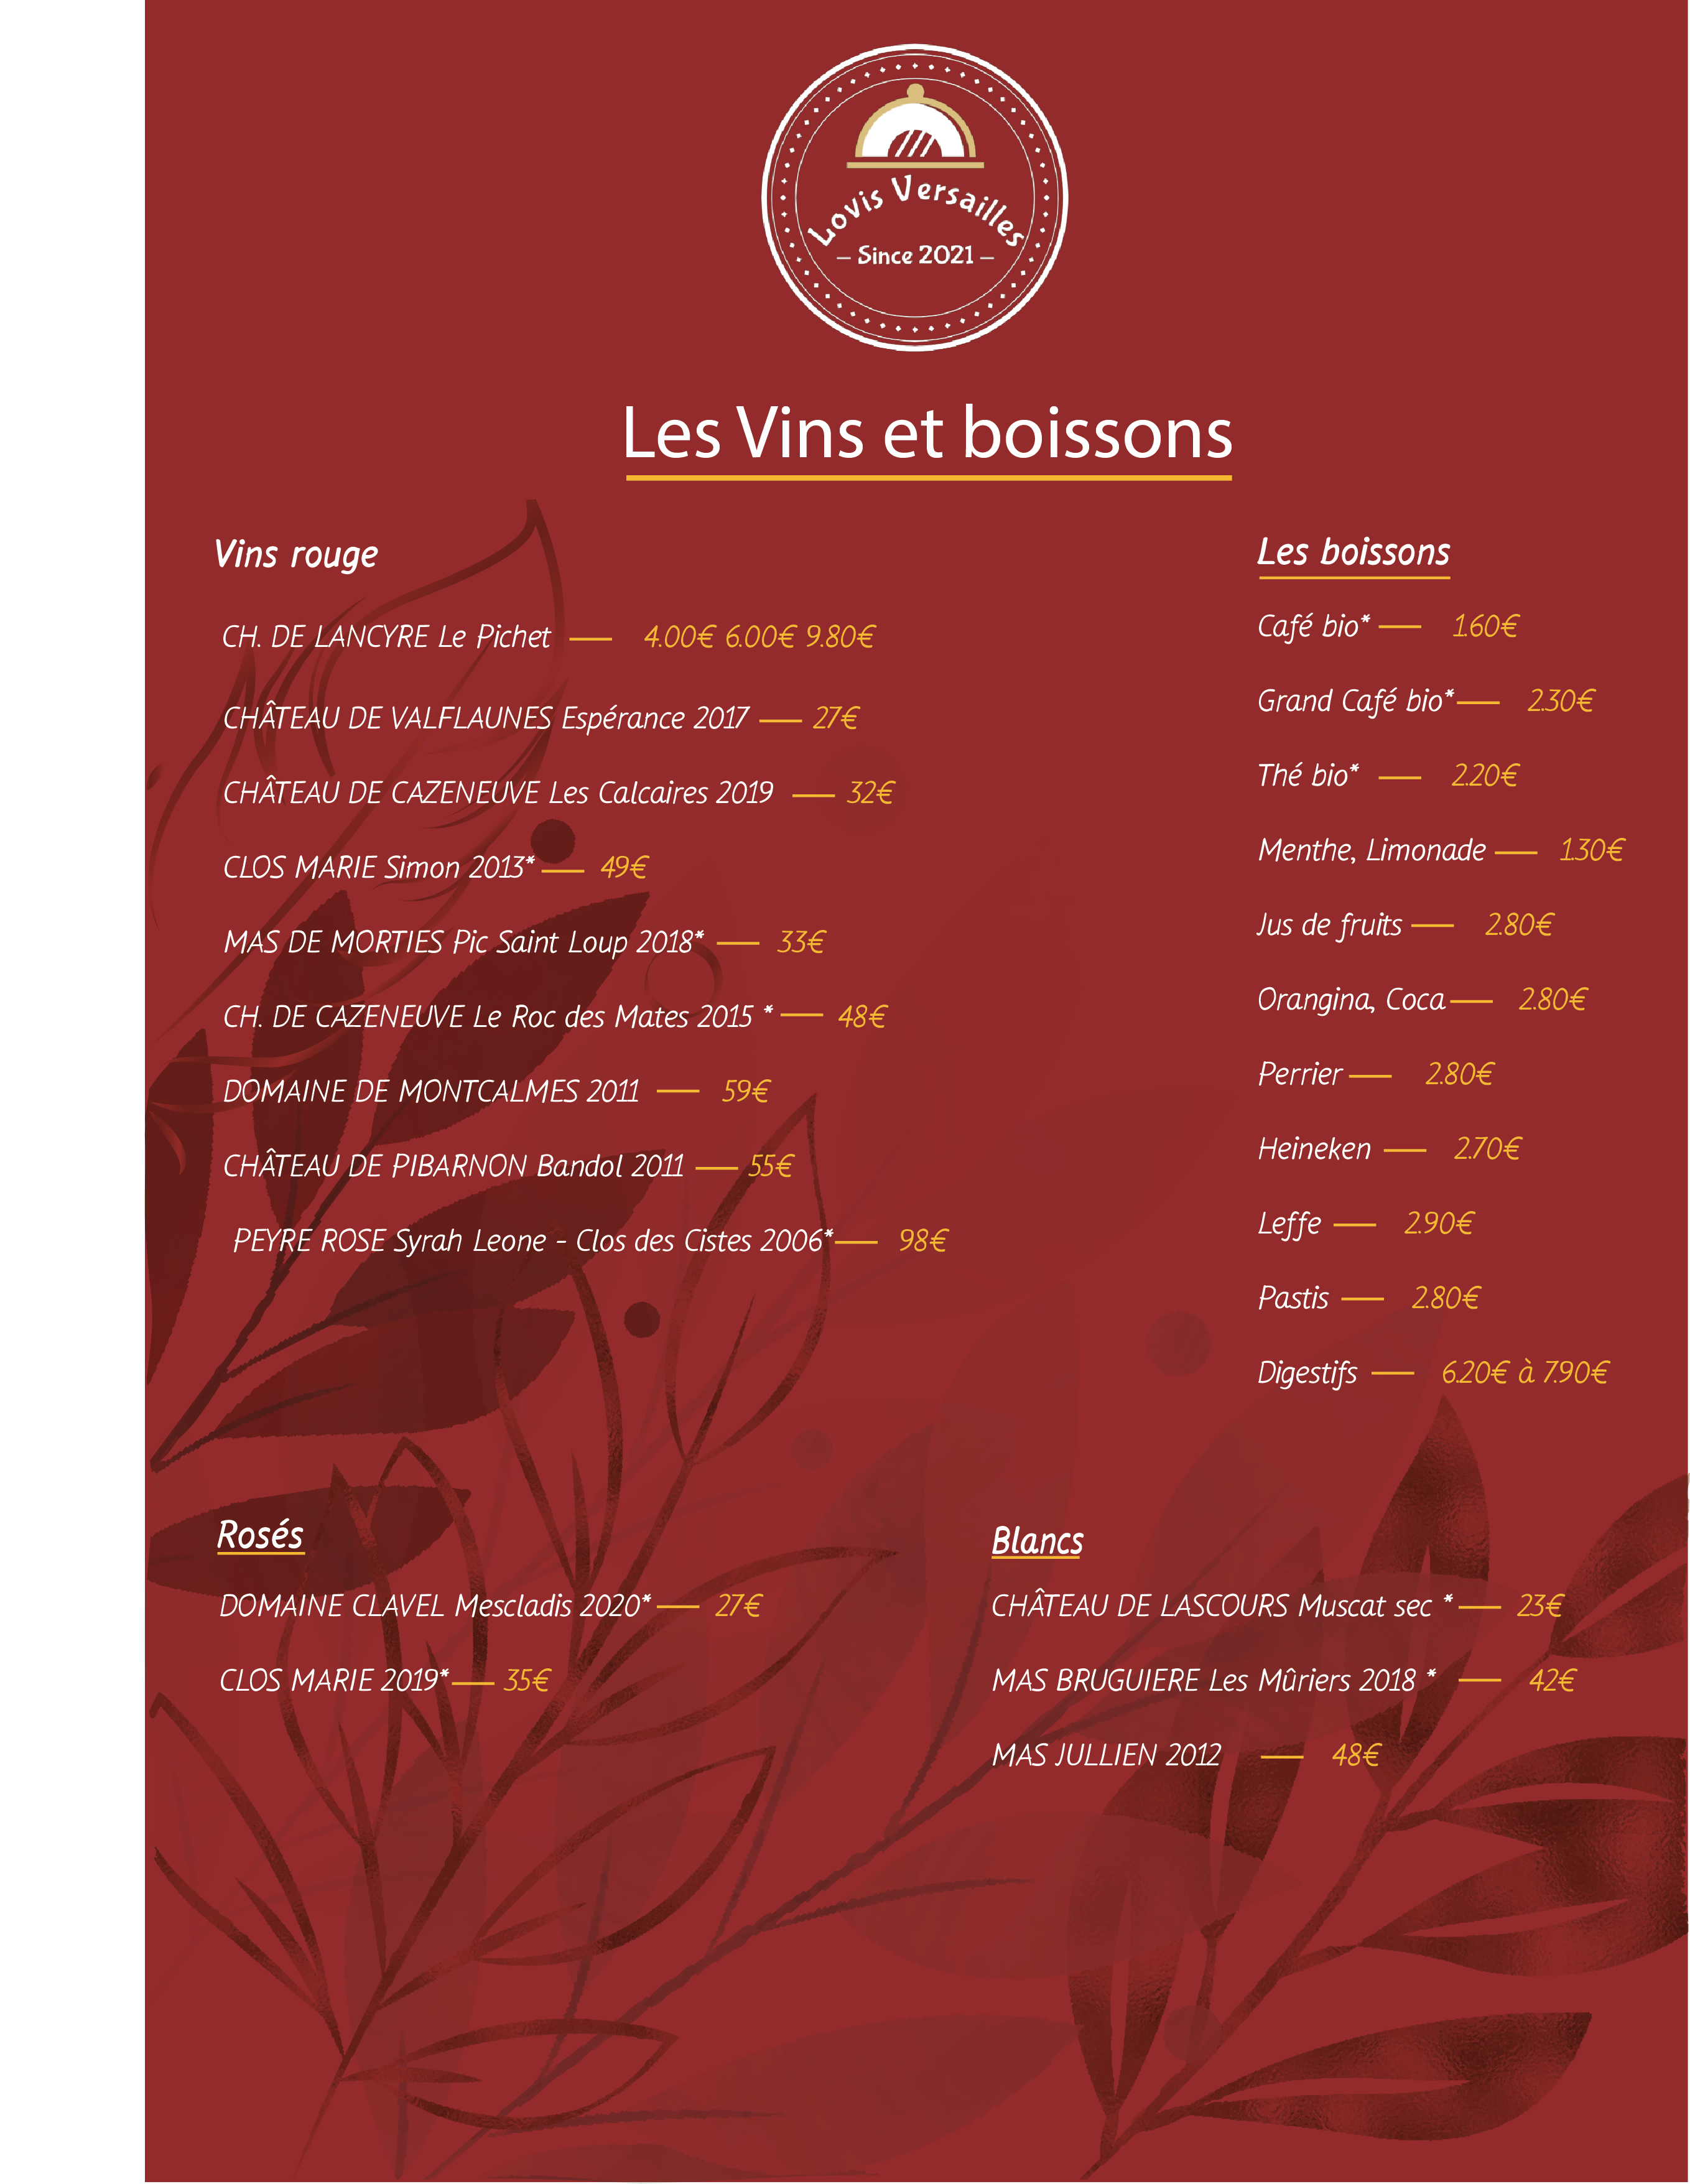 Lovis Versailles
– Since 2021 –
Les Vins et boissons
Vins rouge
CH. DE LANCYRE Le Pichet — 4.00€ 6.00€ 9.80€
CHÂTEAU DE VALFLAUNES Espérance 2017 — 27€
CHÂTEAU DE CAZENEUVE Les Calcaires 2019 — 32€
CLOS MARIE Simon 2013* — 49€
MAS DE MORTIES Pic Saint Loup 2018* — 33€
CH. DE CAZENEUVE Le Roc des Mates 2015 * — 48€
DOMAINE DE MONTCALMES 2011 — 59€
CHÂTEAU DE PIBARNON Bandol 2011 — 55€
PEYRE ROSE Syrah Leone - Clos des Cistes 2006* — 98€
Les boissons
Café bio* — 1.60€
Grand Café bio* — 2.30€
Thé bio* — 2.20€
Menthe, Limonade — 1.30€
Jus de fruits — 2.80€
Orangina, Coca — 2.80€
Perrier — 2.80€
Heineken — 2.70€
Leffe — 2.90€
Pastis — 2.80€
Digestifs — 6.20€ à 7.90€
Rosés
DOMAINE CLAVEL Mescladis 2020* — 27€
CLOS MARIE 2019* — 35€
Blancs
CHÂTEAU DE LASCOURS Muscat sec * — 23€
MAS BRUGUIERE Les Mûriers 2018 * — 42€
MAS JULLIEN 2012 — 48€